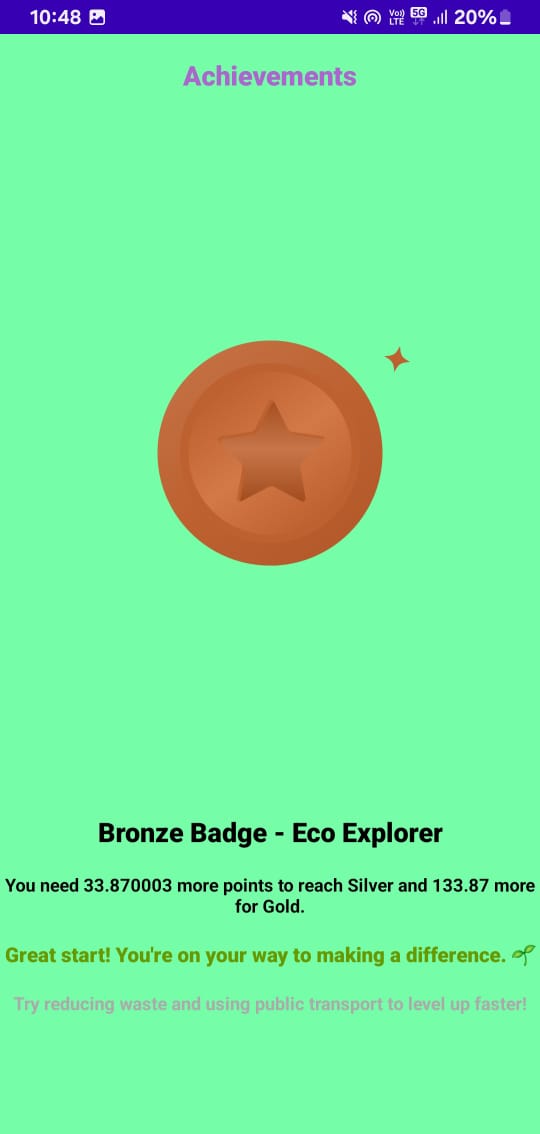 10:48
Vo)) LTE 5G 20%
Achievements
Bronze Badge - Eco Explorer
You need 33.870003 more points to reach Silver and 133.87 more
for Gold.
Great start! You're on your way to making a difference. 🌱
Try reducing waste and using public transport to level up faster!